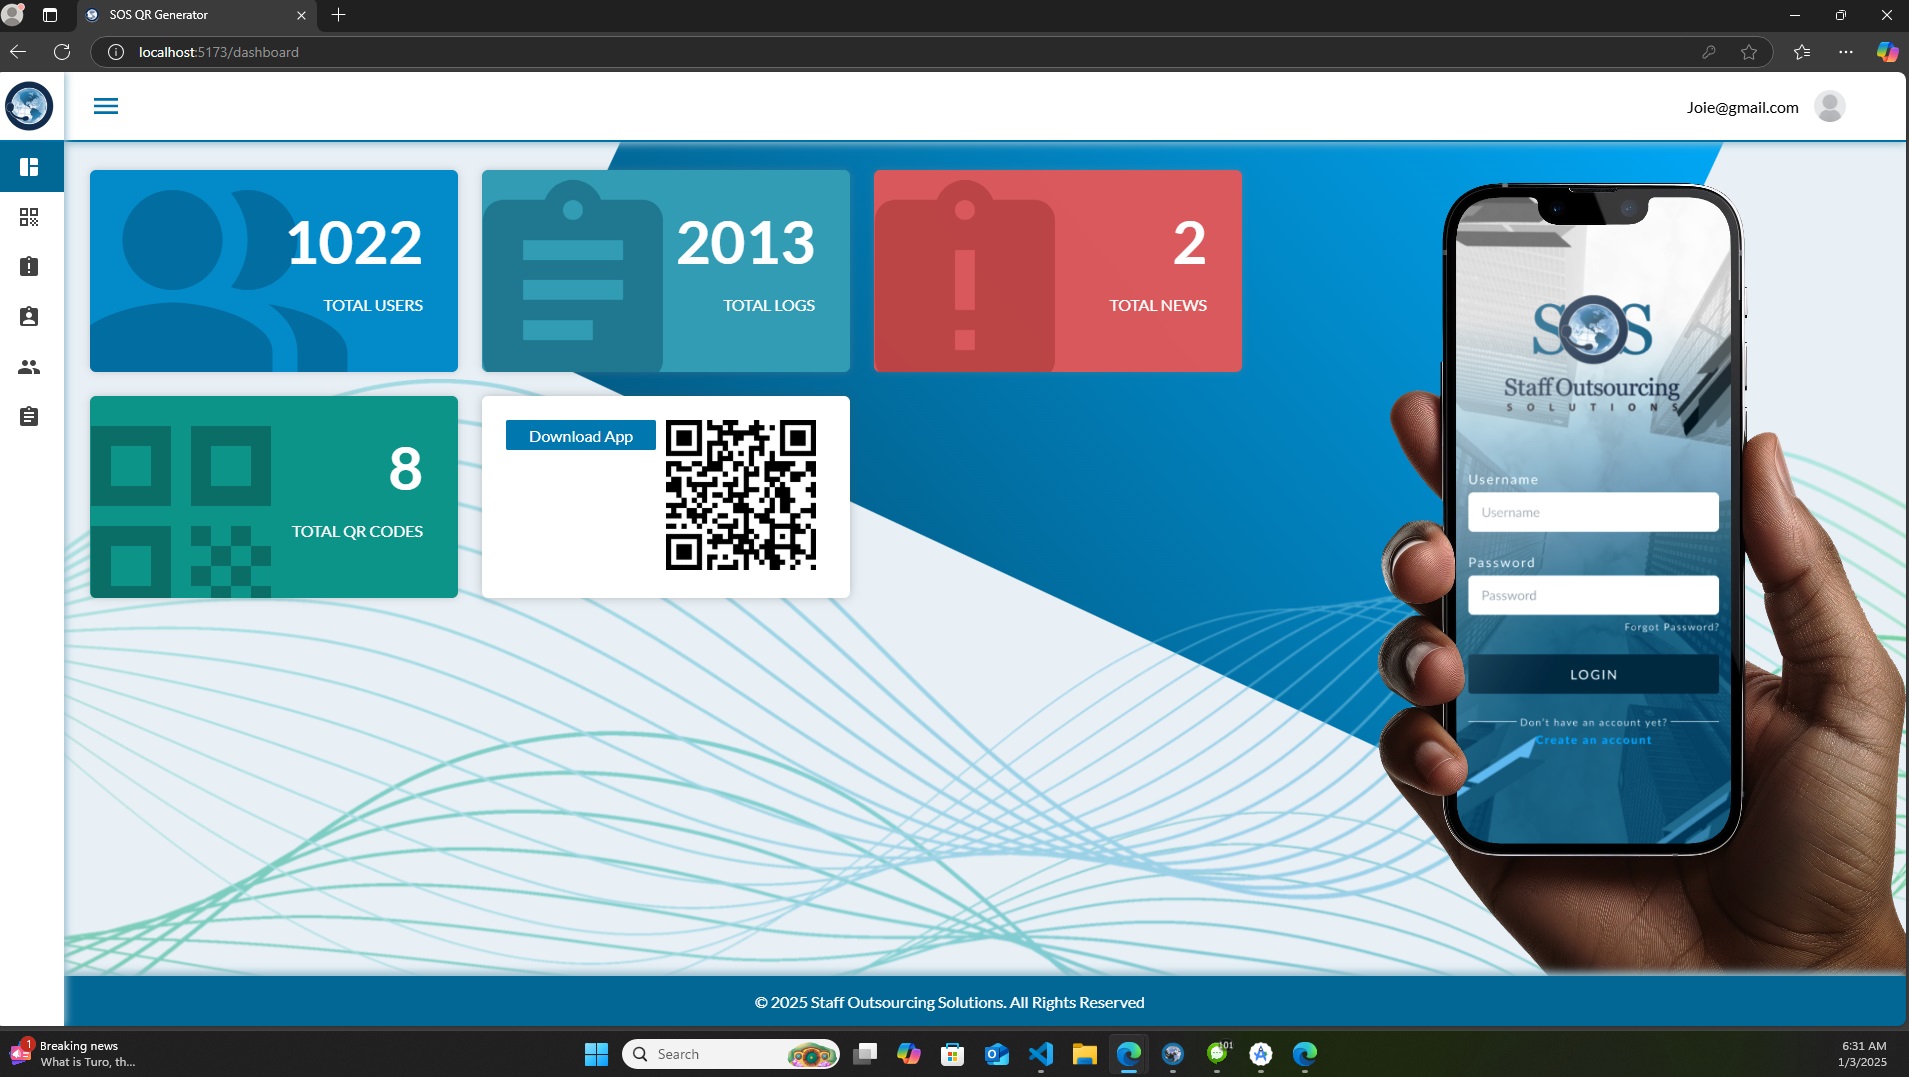 SOS QR Generator
localhost:5173/dashboard
Joie@gmail.com
1022
TOTAL USERS
2013
TOTAL LOGS
2
TOTAL NEWS
8
TOTAL QR CODES
Download App
SOS
Staff Outsourcing
SOLUTIONS
Username
Username
Password
Password
Forgot Password?
LOGIN
Don't have an account yet?
Create an account
© 2025 Staff Outsourcing Solutions. All Rights Reserved
1
Breaking news
What is Turo, th...
Search
101
6:31 AM
1/3/2025